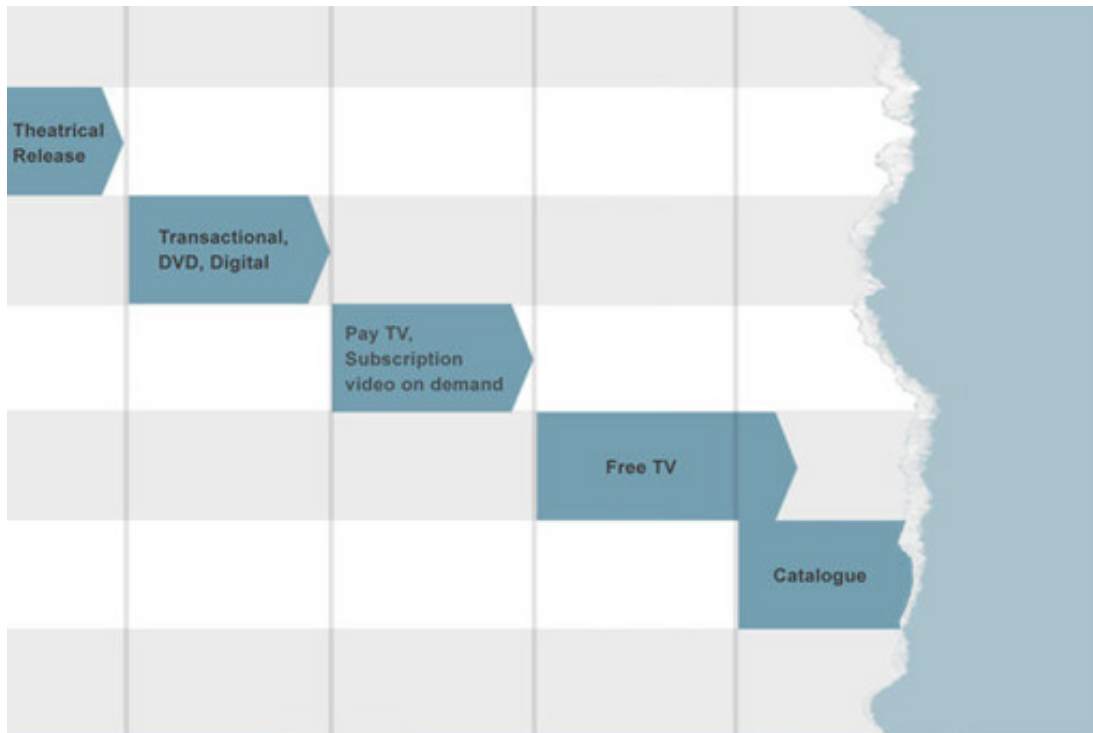 Theatrical
Release
Transactional,
DVD, Digital
Pay TV,
Subscription
video on demand
Free TV
Catalogue